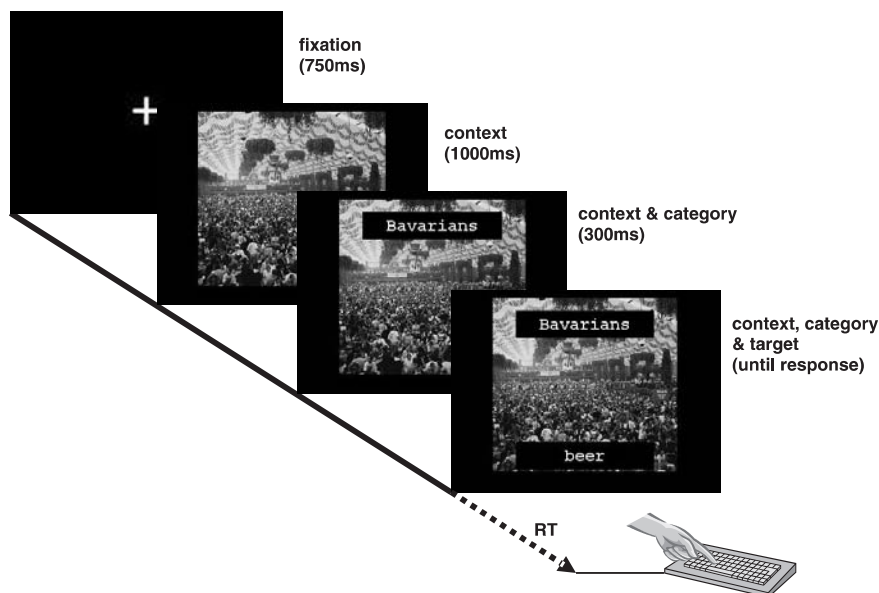 fixation
(750ms)
context
(1000ms)
Bavarians
context & category
(300ms)
Bavarians
context, category
& target
(until response)
beer
RT